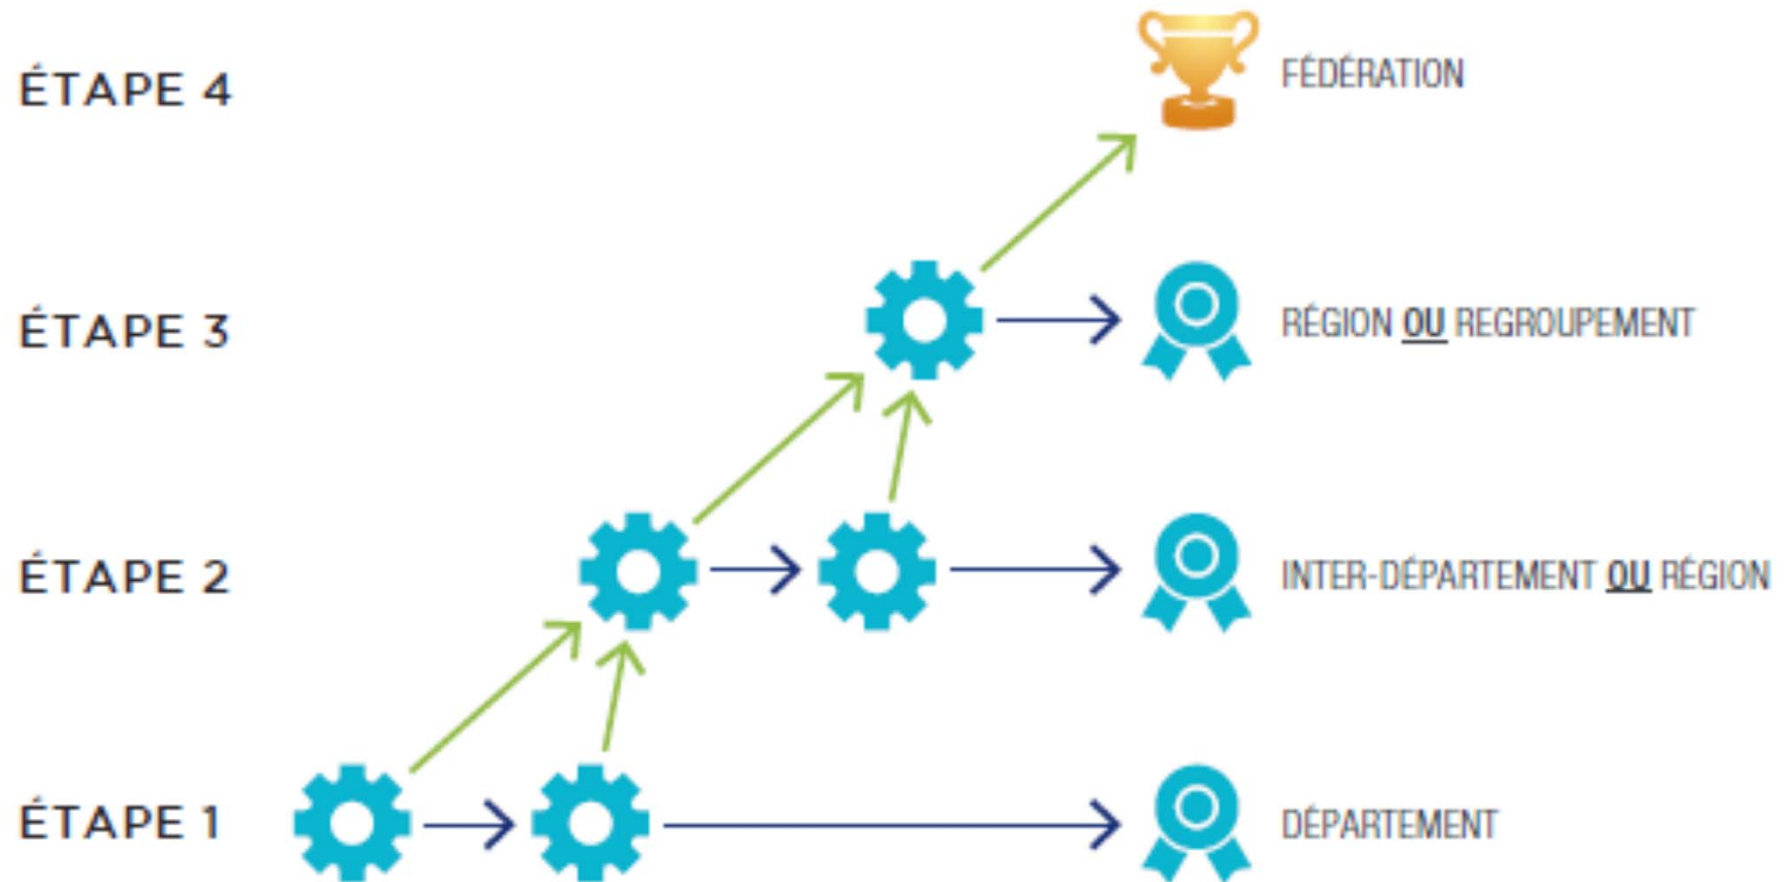 ÉTAPE 4
FÉDÉRATION
ÉTAPE 3
RÉGION OU REGROUPEMENT
ÉTAPE 2
INTER-DÉPARTEMENT OU RÉGION
ÉTAPE 1
DÉPARTEMENT